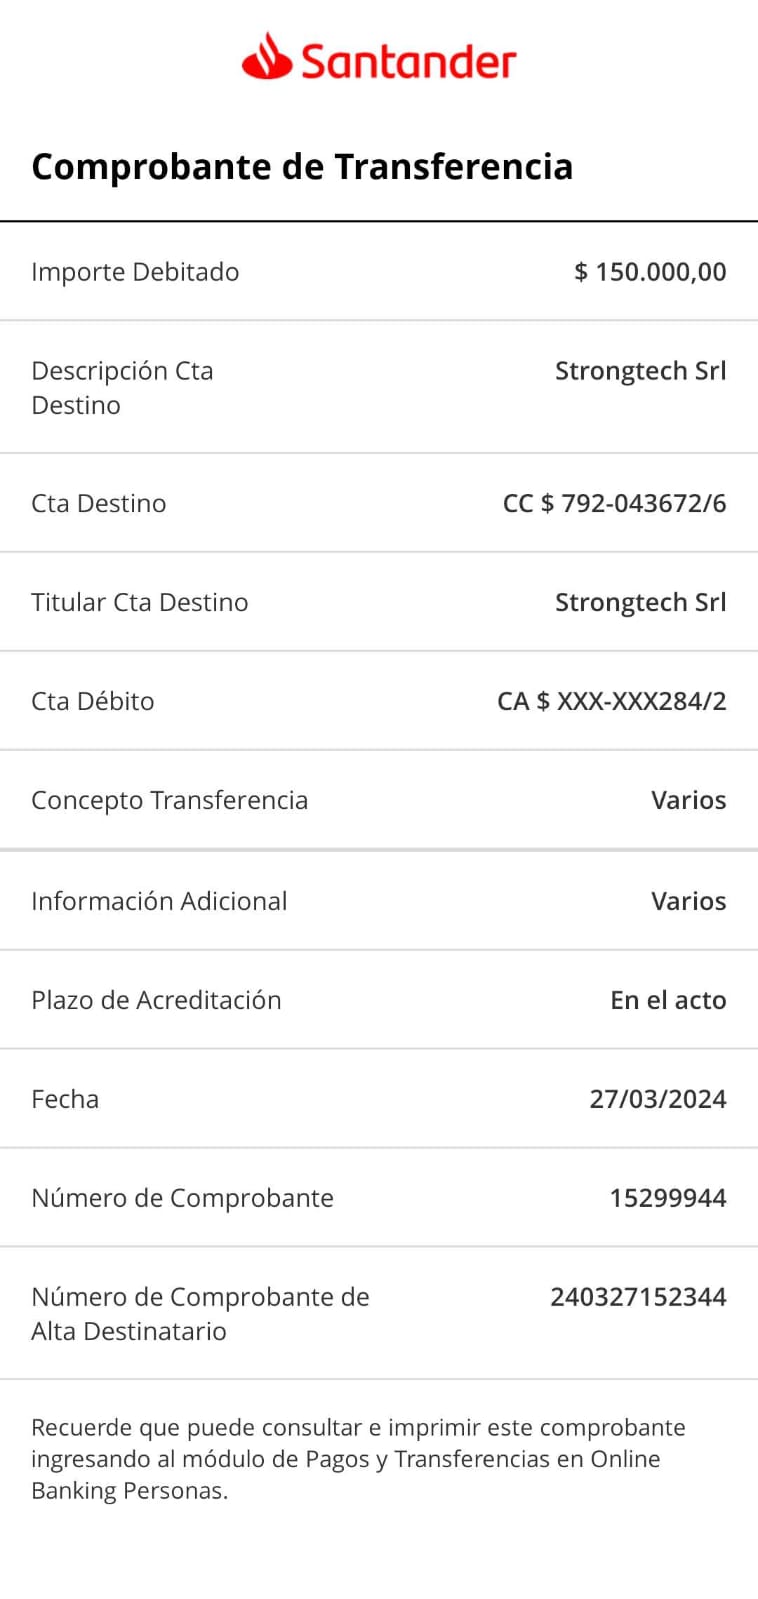 Santander
Comprobante de Transferencia
Importe Debitado $ 150.000,00
Descripción Cta Strongtech Srl
Destino
Cta Destino CC $ 792-043672/6
Titular Cta Destino Strongtech Srl
Cta Débito CA $ XXX-XXX284/2
Concepto Transferencia Varios
Información Adicional Varios
Plazo de Acreditación En el acto
Fecha 27/03/2024
Número de Comprobante 15299944
Número de Comprobante de 240327152344
Alta Destinatario
Recuerde que puede consultar e imprimir este comprobante
ingresando al módulo de Pagos y Transferencias en Online
Banking Personas.